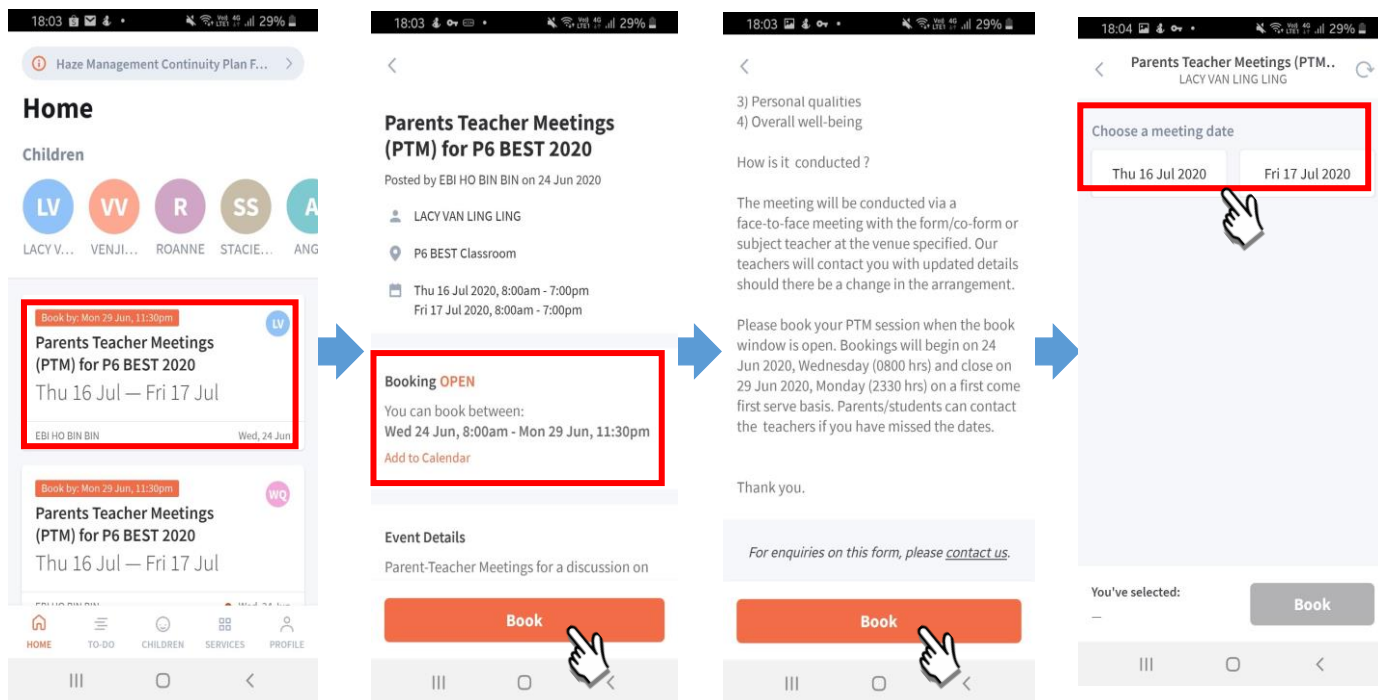 18:03
29%
Haze Management Continuity Plan F...
Home
Children
LV
VV
R
SS
A
LACY V...
VENJI...
ROANNE
STACIE...
ANG
Book by: Mon 29 Jun, 11:30pm
LV
Parents Teacher Meetings
(PTM) for P6 BEST 2020
Thu 16 Jul — Fri 17 Jul
EBI HO BIN BIN
Wed, 24 Jun
Book by: Mon 29 Jun, 11:30pm
WQ
Parents Teacher Meetings
(PTM) for P6 BEST 2020
Thu 16 Jul — Fri 17 Jul
HOME
TO-DO
CHILDREN
SERVICES
PROFILE
18:03
29%
Parents Teacher Meetings
(PTM) for P6 BEST 2020
Posted by EBI HO BIN BIN on 24 Jun 2020
LACY VAN LING LING
P6 BEST Classroom
Thu 16 Jul 2020, 8:00am - 7:00pm
Fri 17 Jul 2020, 8:00am - 7:00pm
Booking OPEN
You can book between:
Wed 24 Jun, 8:00am - Mon 29 Jun, 11:30pm
Add to Calendar
Event Details
Parent-Teacher Meetings for a discussion on
Book
18:03
29%
3) Personal qualities
4) Overall well-being
How is it conducted ?
The meeting will be conducted via a
face-to-face meeting with the form/co-form or
subject teacher at the venue specified. Our
teachers will contact you with updated details
should there be a change in the arrangement.
Please book your PTM session when the book
window is open. Bookings will begin on 24
Jun 2020, Wednesday (0800 hrs) and close on
29 Jun 2020, Monday (2330 hrs) on a first come
first serve basis. Parents/students can contact
the teachers if you have missed the dates.
Thank you.
For enquiries on this form, please contact us.
Book
18:04
29%
Parents Teacher Meetings (PTM..
LACY VAN LING LING
Choose a meeting date
Thu 16 Jul 2020
Fri 17 Jul 2020
You've selected:
—
Book